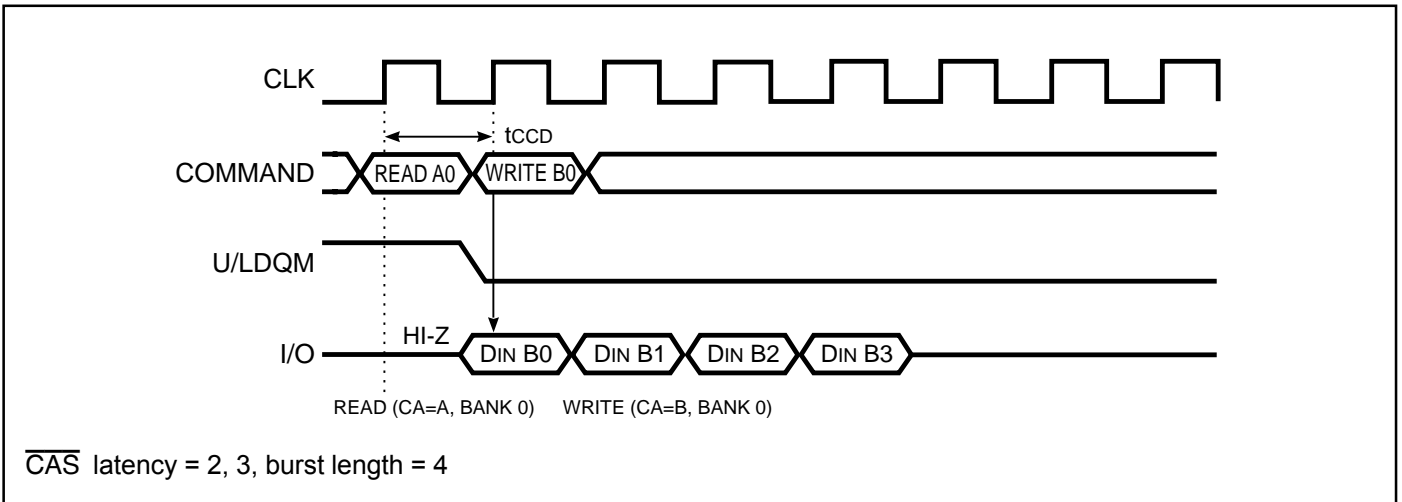 CLK
tCCD
COMMAND READ A0 WRITE B0
U/LDQM
HI-Z
I/O DIN B0 DIN B1 DIN B2 DIN B3
READ (CA=A, BANK 0) WRITE (CA=B, BANK 0)
CAS latency = 2, 3, burst length = 4